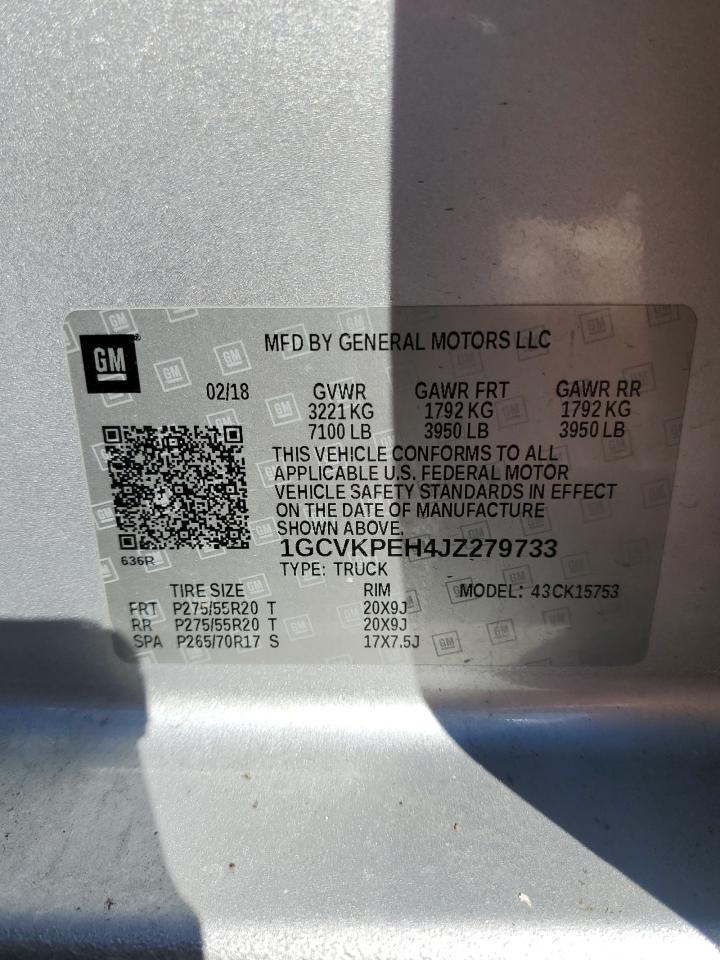 GM
MFD BY GENERAL MOTORS LLC
02/18 GVWR GAWR FRT GAWR RR
3221 KG 1792 KG 1792 KG
7100 LB 3950 LB 3950 LB
THIS VEHICLE CONFORMS TO ALL
APPLICABLE U.S. FEDERAL MOTOR
VEHICLE SAFETY STANDARDS IN EFFECT
ON THE DATE OF MANUFACTURE
SHOWN ABOVE.
1GCVKPEH4JZ279733
636R
TYPE: TRUCK
TIRE SIZE RIM MODEL: 43CK15753
FRT P275/55R20 T 20X9J
RR P275/55R20 T 20X9J
SPA P265/70R17 S 17X7.5J